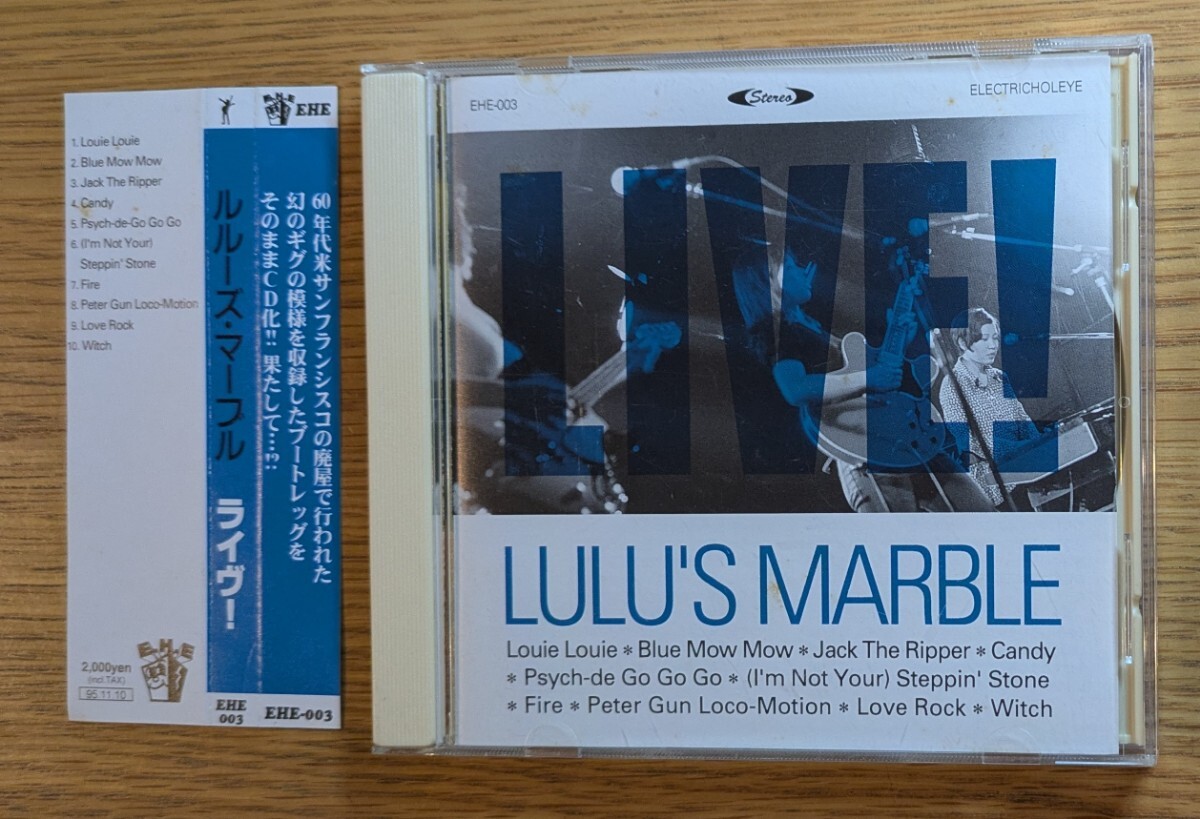 1. Louie Louie
2. Blue Mow Mow
3. Jack The Ripper
4. Candy
5. Psych-de-Go Go Go
6. (I'm Not Your)
Steppin' Stone
7. Fire
8. Peter Gun Loco-Motion
9. Love Rock
10. Witch
E.H.E
2,000yen
(incl.TAX)
95.11.10
ルルーズ・マーブル ライヴ!
EHE
003
E.H.E
EHE
60年代米サンフランシスコの廃屋で行われた
幻のギグの模様を収録したブートレッグを
そのままCD化!! 果たして…!?
EHE-003
EHE-003
Stereo
ELECTRICHOLEYE
LIVE!
LULU'S MARBLE
Louie Louie * Blue Mow Mow * Jack The Ripper * Candy
* Psych-de Go Go Go * (I'm Not Your) Steppin' Stone
* Fire * Peter Gun Loco-Motion * Love Rock * Witch